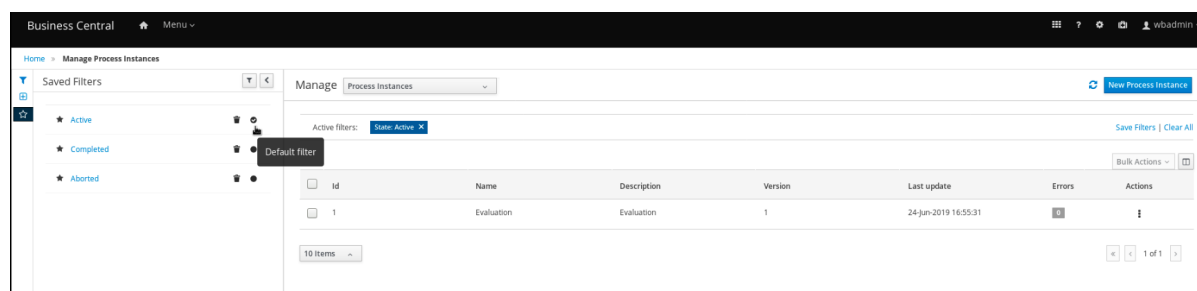 Business Central Menu ? wbadmin
Home » Manage Process Instances
Saved Filters
Active
Completed
Aborted
Default filter
Manage Process Instances New Process Instance
Active filters: State: Active X Save Filters | Clear All
Bulk Actions
Id Name Description Version Last update Errors Actions
1 Evaluation Evaluation 1 24-Jun-2019 16:55:31 0
10 Items « < 1 of 1 >